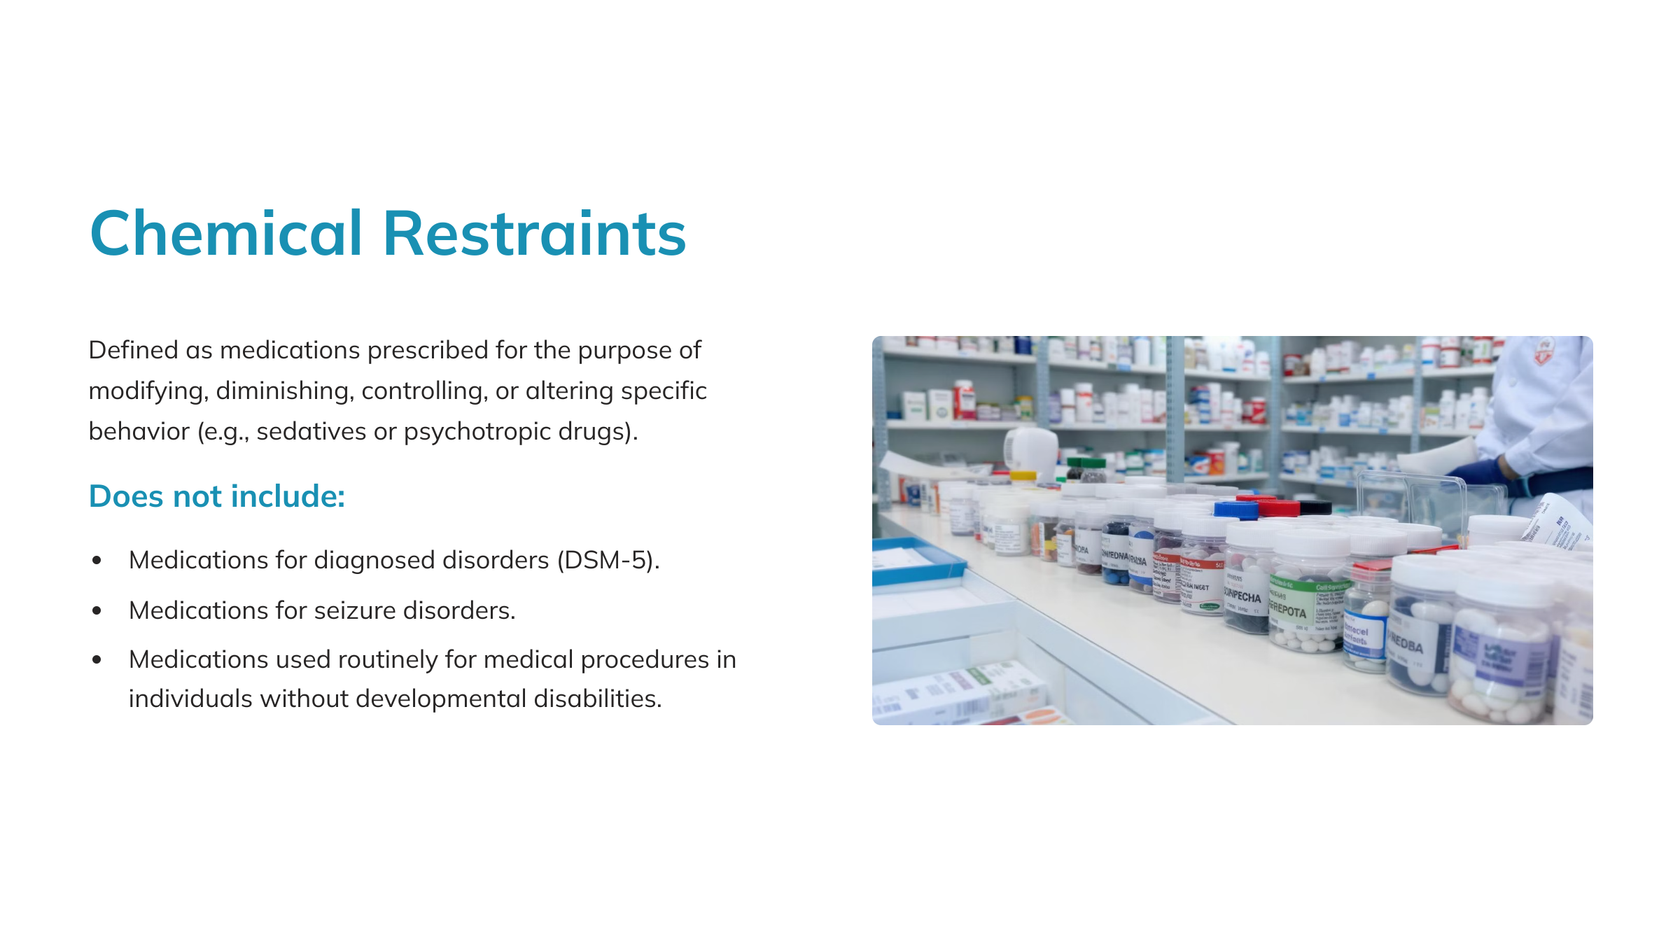 Chemical Restraints
Defined as medications prescribed for the purpose of
modifying, diminishing, controlling, or altering specific
behavior (e.g., sedatives or psychotropic drugs).
Does not include:
• Medications for diagnosed disorders (DSM-5).
• Medications for seizure disorders.
• Medications used routinely for medical procedures in
individuals without developmental disabilities.